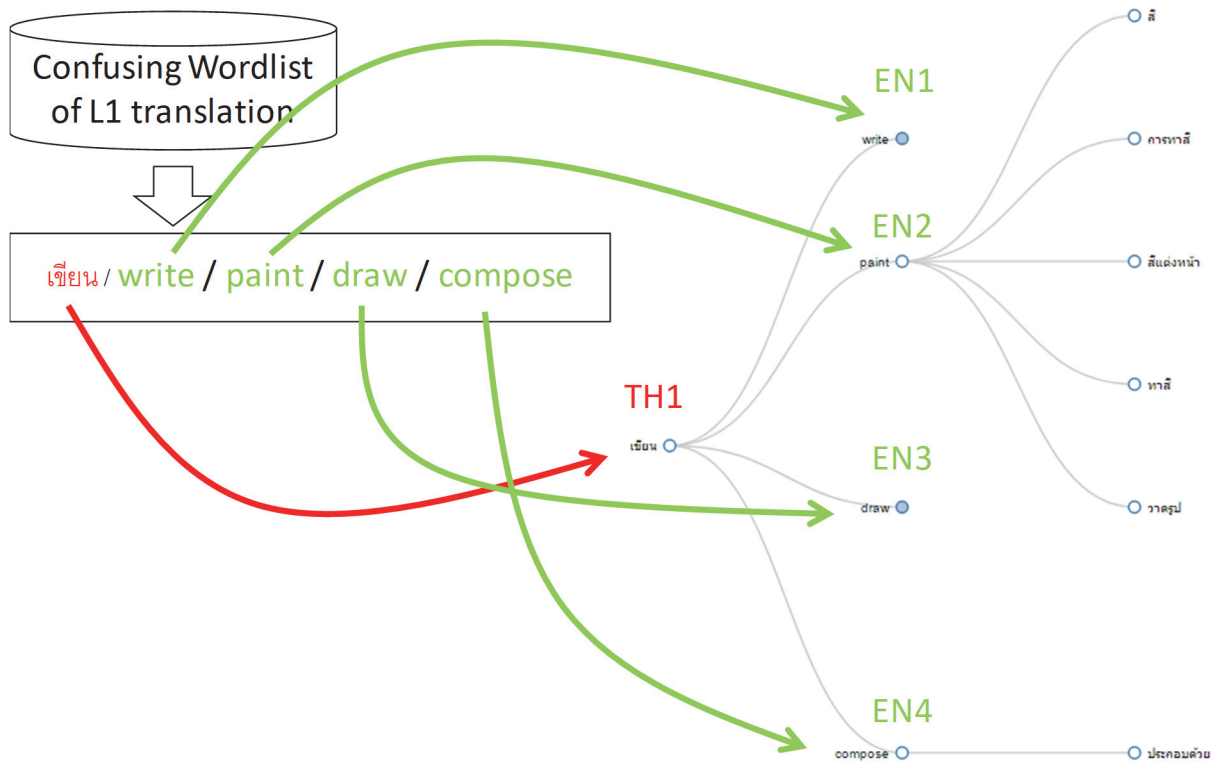 Confusing Wordlist
of L1 translation
เขียน / write / paint / draw / compose
TH1
เขียน
EN1
write
EN2
paint
EN3
draw
EN4
compose
สี
การทาสี
สีแต่งหน้า
ทาสี
วาดรูป
ประกอบด้วย